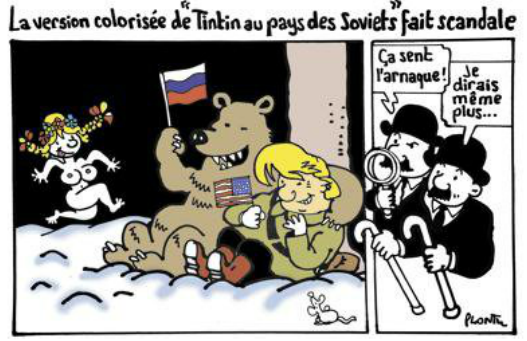 La version colorisée de "Tintin au pays des Soviets" fait scandale
Ça sent
l'arnaque!
Je
dirais
même
plus...
PLANTU